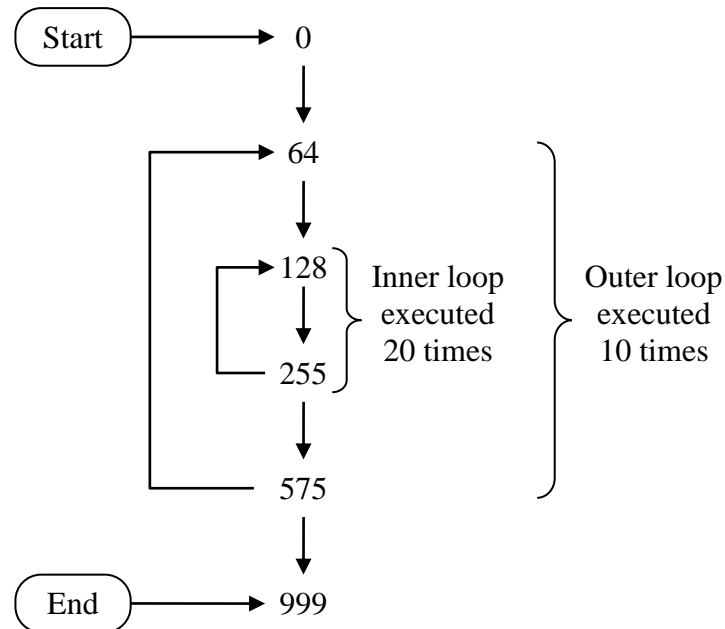 Start
0
64
128
255
575
End
999
Inner loop
executed
20 times
Outer loop
executed
10 times